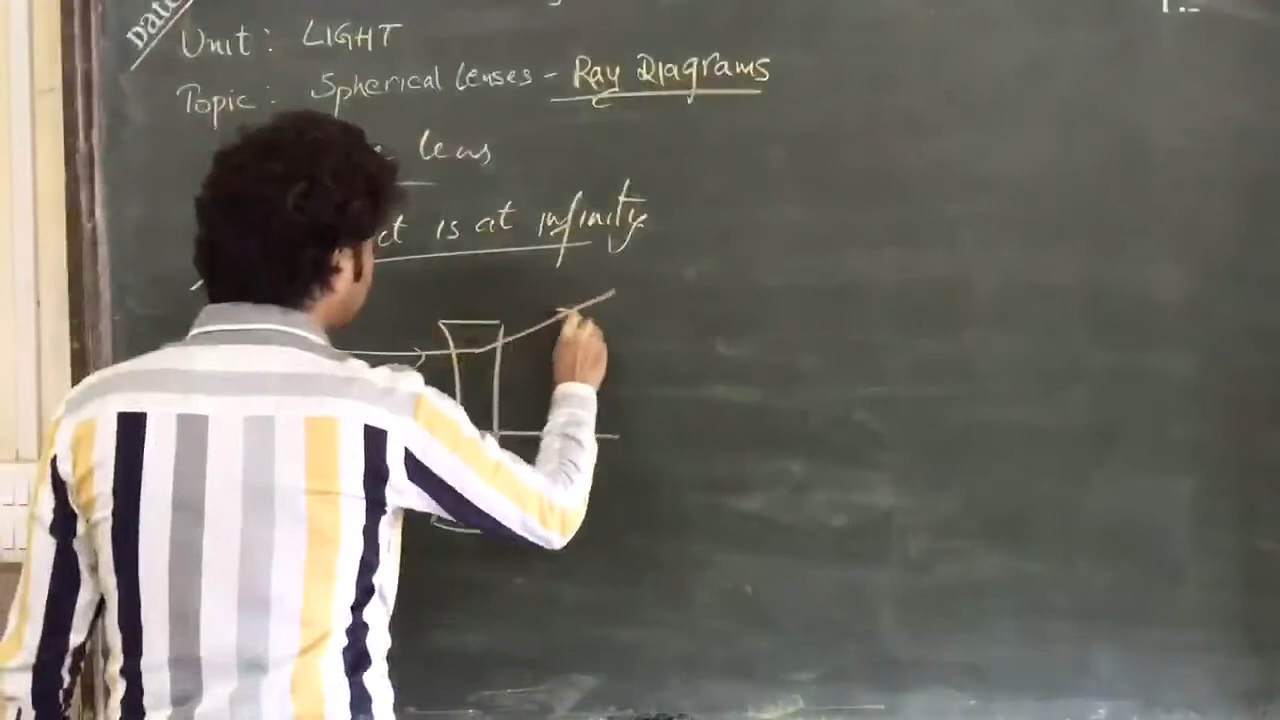 Date
Unit: LIGHT
Topic: Spherical lenses - Ray Diagrams
lens
ct is at infinity